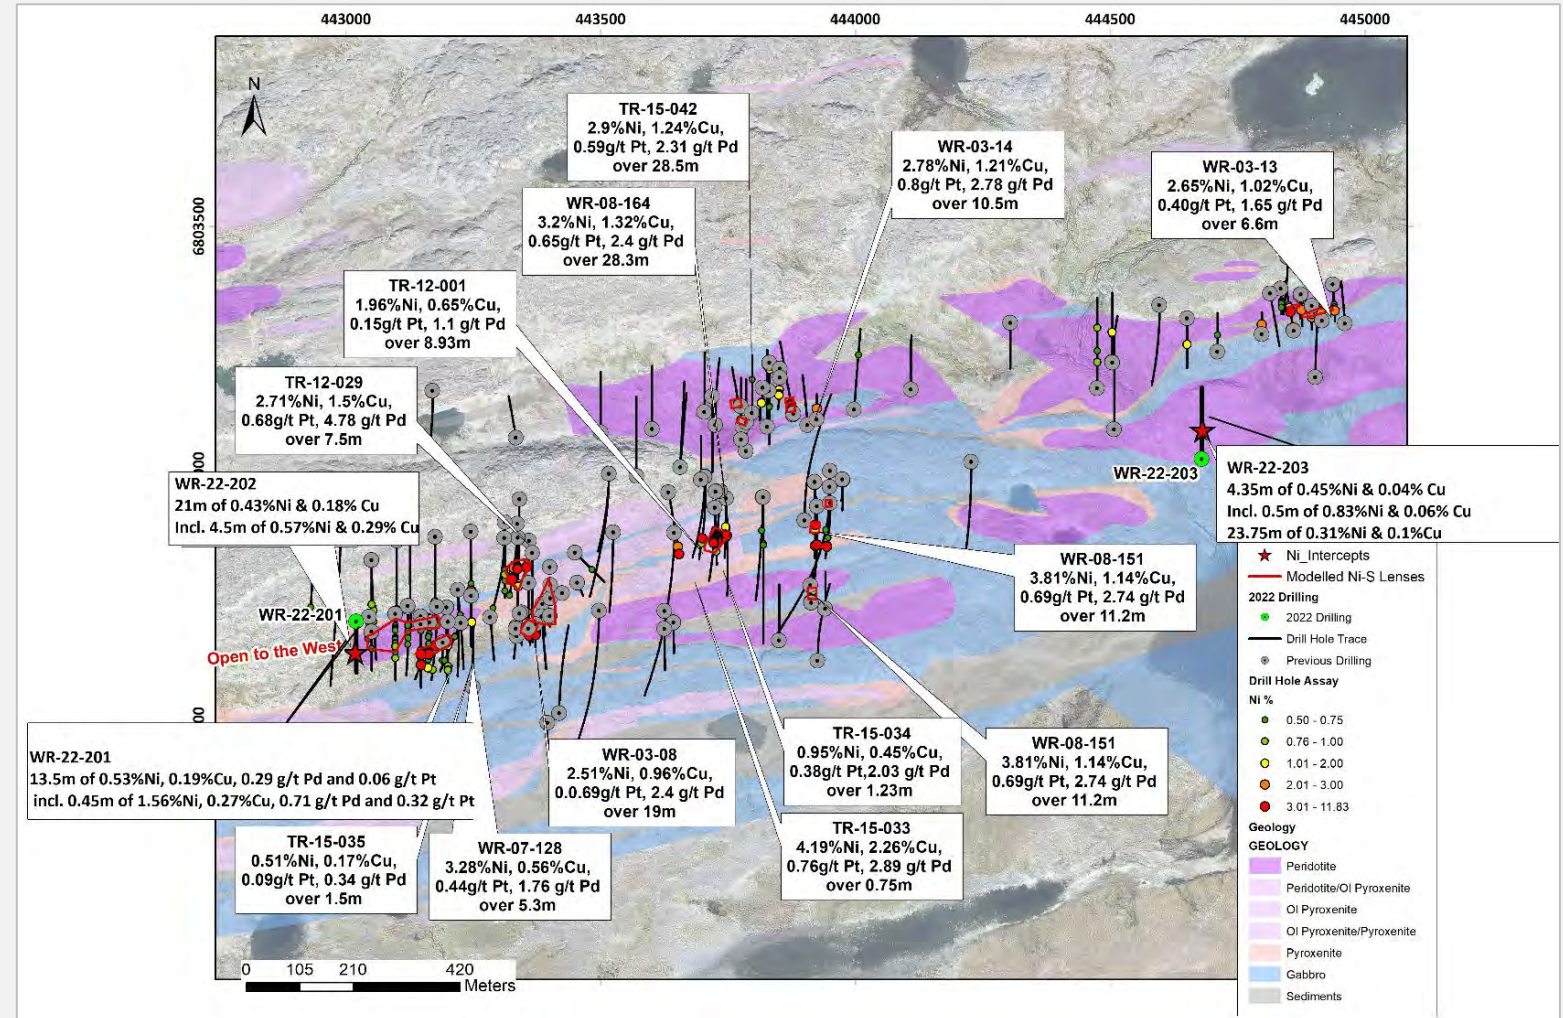 443000
443500
444000
444500
445000
N
6803500
000
00
TR-15-042
2.9%Ni, 1.24%Cu,
0.59g/t Pt, 2.31 g/t Pd
over 28.5m
WR-03-14
2.78%Ni, 1.21%Cu,
0.8g/t Pt, 2.78 g/t Pd
over 10.5m
WR-03-13
2.65%Ni, 1.02%Cu,
0.40g/t Pt, 1.65 g/t Pd
over 6.6m
WR-08-164
3.2%Ni, 1.32%Cu,
0.65g/t Pt, 2.4 g/t Pd
over 28.3m
TR-12-001
1.96%Ni, 0.65%Cu,
0.15g/t Pt, 1.1 g/t Pd
over 8.93m
TR-12-029
2.71%Ni, 1.5%Cu,
0.68g/t Pt, 4.78 g/t Pd
over 7.5m
WR-22-202
21m of 0.43%Ni & 0.18% Cu
Incl. 4.5m of 0.57%Ni & 0.29% Cu
WR-22-203
WR-22-203
4.35m of 0.45%Ni & 0.04% Cu
Incl. 0.5m of 0.83%Ni & 0.06% Cu
23.75m of 0.31%Ni & 0.1%Cu
WR-22-201
Open to the West
WR-08-151
3.81%Ni, 1.14%Cu,
0.69g/t Pt, 2.74 g/t Pd
over 11.2m
WR-22-201
13.5m of 0.53%Ni, 0.19%Cu, 0.29 g/t Pd and 0.06 g/t Pt
incl. 0.45m of 1.56%Ni, 0.27%Cu, 0.71 g/t Pd and 0.32 g/t Pt
WR-03-08
2.51%Ni, 0.96%Cu,
0.0.69g/t Pt, 2.4 g/t Pd
over 19m
TR-15-034
0.95%Ni, 0.45%Cu,
0.38g/t Pt,2.03 g/t Pd
over 1.23m
WR-08-151
3.81%Ni, 1.14%Cu,
0.69g/t Pt, 2.74 g/t Pd
over 11.2m
TR-15-035
0.51%Ni, 0.17%Cu,
0.09g/t Pt, 0.34 g/t Pd
over 1.5m
WR-07-128
3.28%Ni, 0.56%Cu,
0.44g/t Pt, 1.76 g/t Pd
over 5.3m
TR-15-033
4.19%Ni, 2.26%Cu,
0.76g/t Pt, 2.89 g/t Pd
over 0.75m
0 105 210 420
Meters
Ni_Intercepts
Modelled Ni-S Lenses
2022 Drilling
2022 Drilling
Drill Hole Trace
Previous Drilling
Drill Hole Assay
Ni %
0.50 - 0.75
0.76 - 1.00
1.01 - 2.00
2.01 - 3.00
3.01 - 11.83
Geology
GEOLOGY
Peridotite
Peridotite/Ol Pyroxenite
Ol Pyroxenite
Ol Pyroxenite/Pyroxenite
Pyroxenite
Gabbro
Sediments